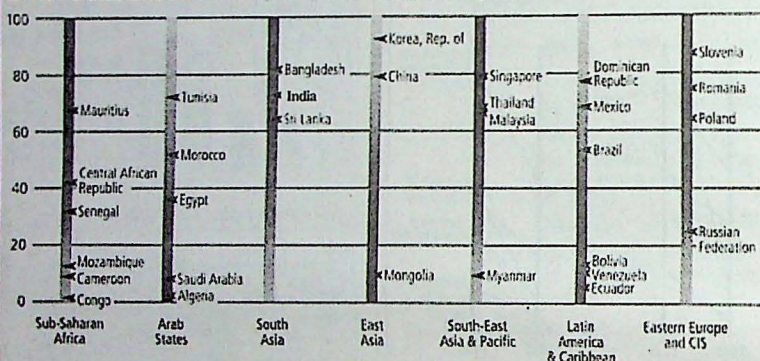 100
80
60
40
20
0
Mauritius
Central African
Republic
Senegal
Mozambique
Cameroon
Congo
Sub-Saharan
Africa
Tunisia
Morocco
Egypt
Saudi Arabia
Algeria
Arab
States
Bangladesh
India
Sri Lanka
South
Asia
Korea, Rep. of
China
Mongolia
East
Asia
Singapore
Thailand
Malaysia
Myanmar
South-East
Asia & Pacific
Dominican
Republic
Mexico
Brazil
Bolivia
Venezuela
Ecuador
Latin
America
& Caribbean
Slovenia
Romania
Poland
Russian
Federation
Eastern Europe
and CIS